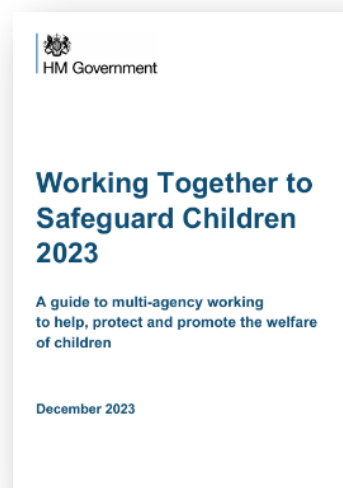 HM Government
Working Together to
Safeguard Children
2023
A guide to multi-agency working
to help, protect and promote the welfare
of children
December 2023